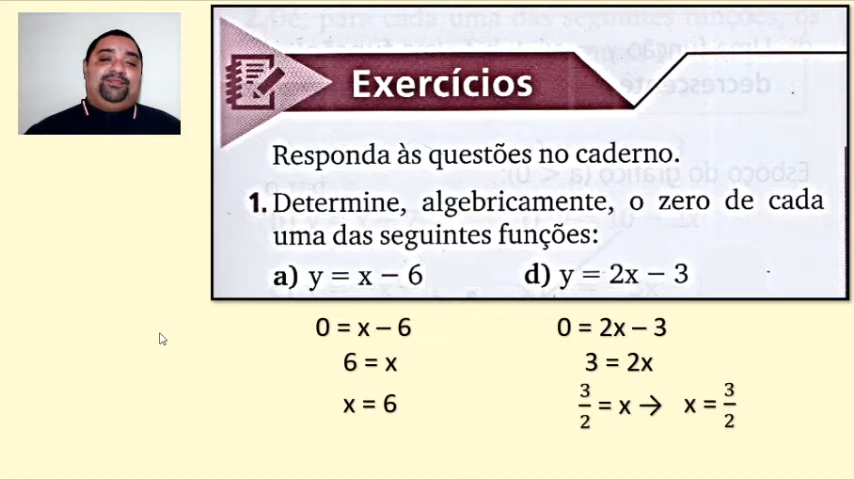 Exercícios
Responda às questões no caderno.
1. Determine, algebricamente, o zero de cada
uma das seguintes funções:
a) y = x – 6 d) y = 2x – 3
0 = x – 6 0 = 2x – 3
6 = x 3 = 2x
x = 6 3/2 = x → x = 3/2